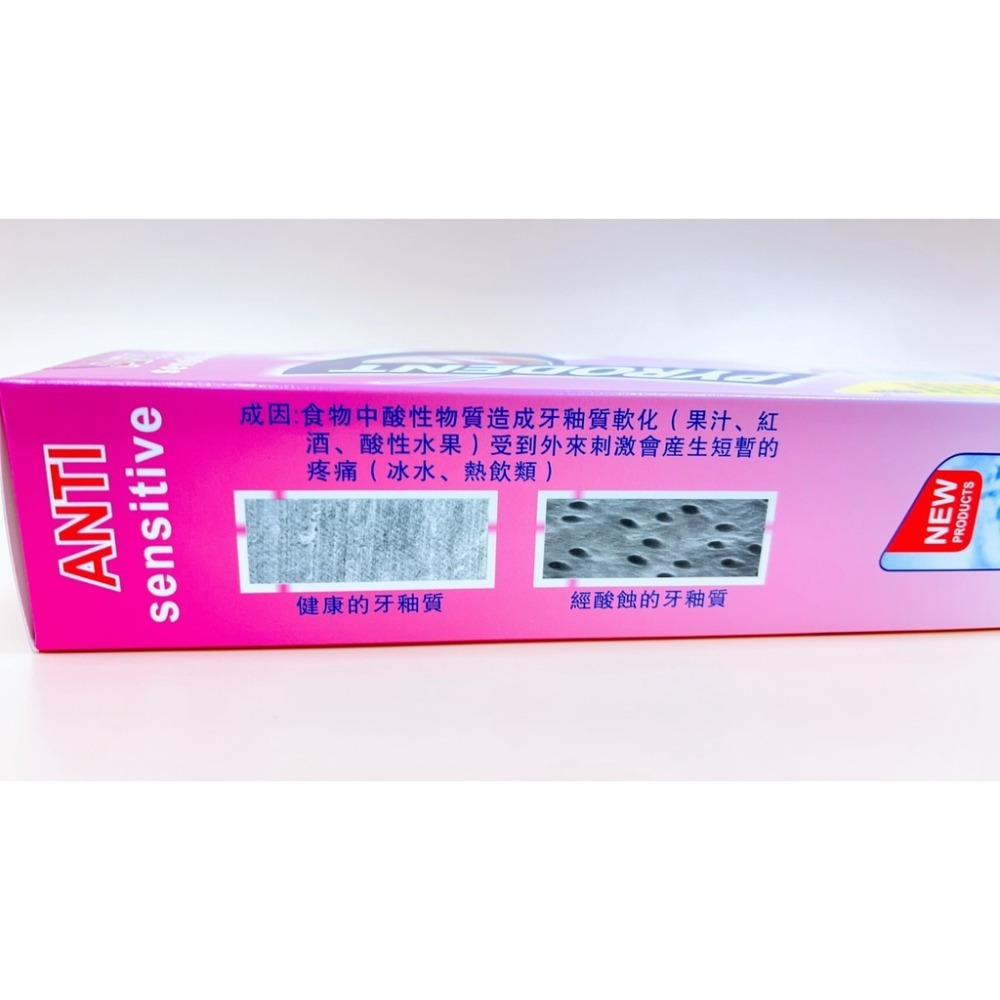 PYRODENT
ANTI
sensitive
成因:食物中酸性物質造成牙釉質軟化(果汁、紅
酒、酸性水果)受到外來刺激會産生短暫的
疼痛(冰水、熱飲類)
健康的牙釉質
經酸蝕的牙釉質
NEW
PRODUCTS